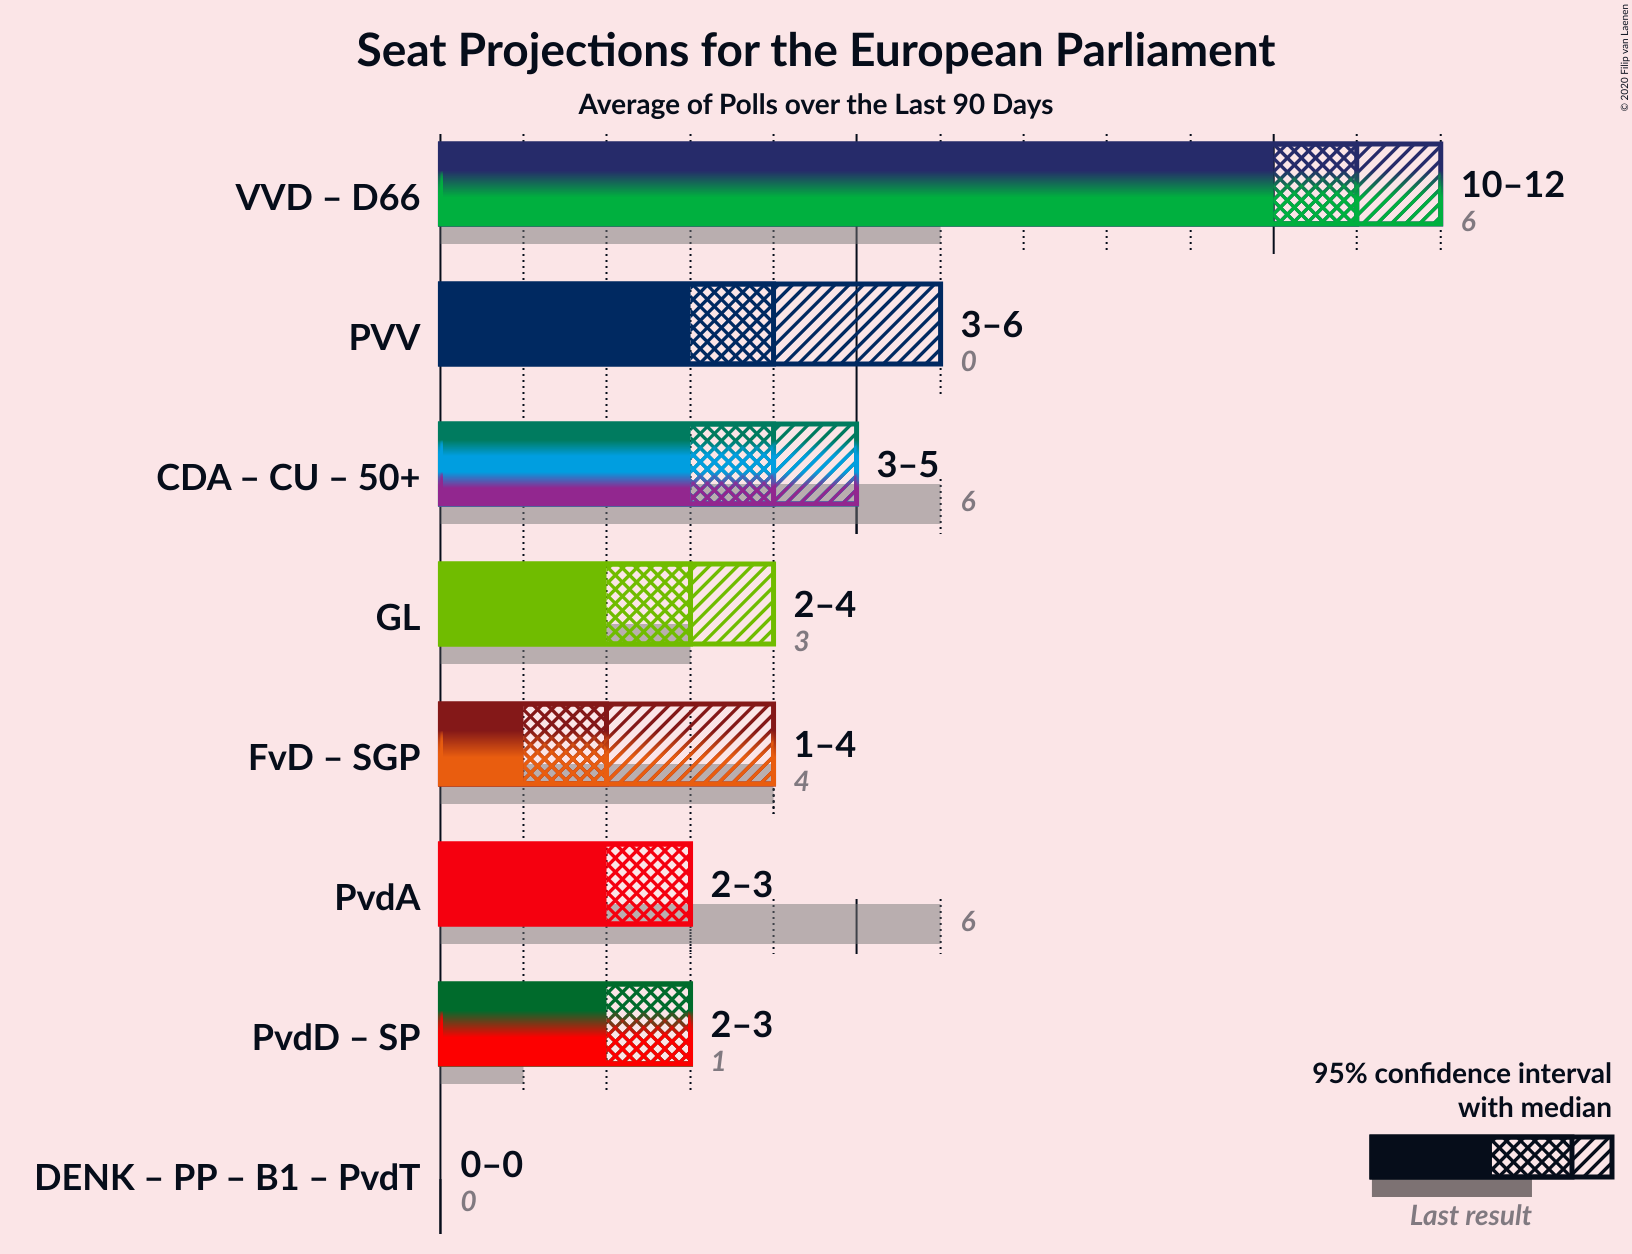 Seat Projections for the European Parliament
Average of Polls over the Last 90 Days
© 2020 Filip van Laenen
VVD – D66
10–12
6
PVV
3–6
0
CDA – CU – 50+
3–5
6
GL
2–4
3
FvD – SGP
1–4
4
PvdA
2–3
6
PvdD – SP
2–3
1
DENK – PP – B1 – PvdT
0–0
0
95% confidence interval
with median
Last result